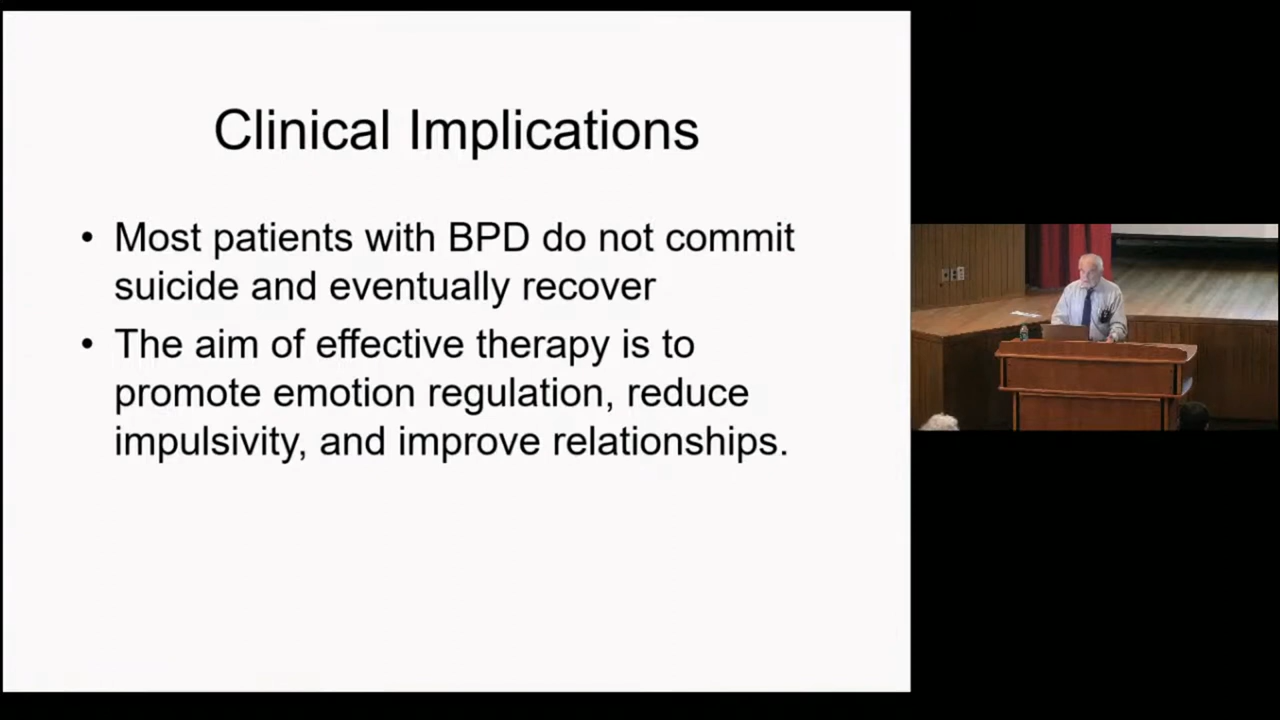 Clinical Implications
• Most patients with BPD do not commit
suicide and eventually recover
• The aim of effective therapy is to
promote emotion regulation, reduce
impulsivity, and improve relationships.